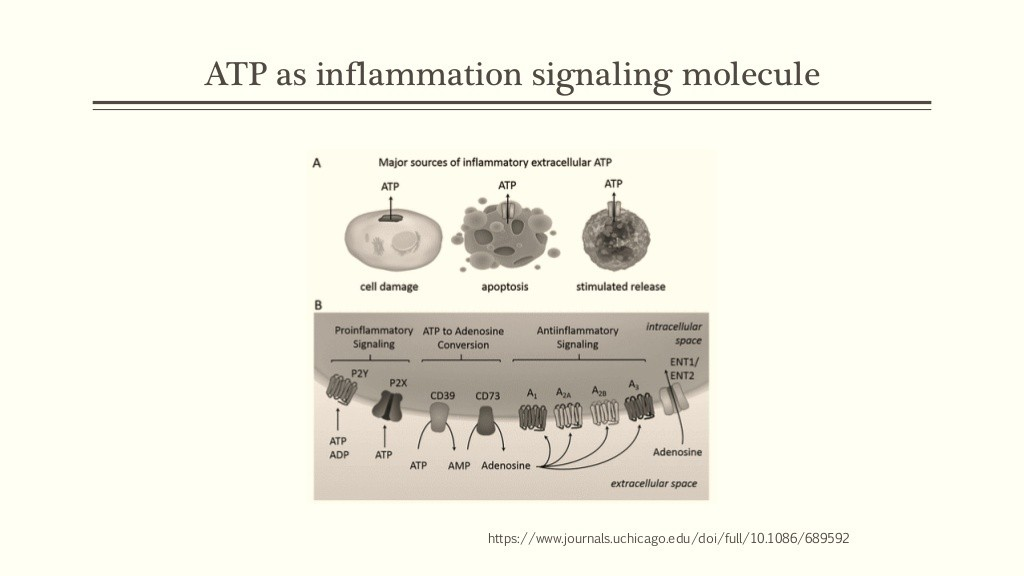 ATP as inflammation signaling molecule
A
Major sources of inflammatory extracellular ATP
ATP
ATP
ATP
cell damage
apoptosis
stimulated release
B
Proinflammatory
Signaling
ATP to Adenosine
Conversion
Antiinflammatory
Signaling
intracellular
space
P2Y
P2X
CD39
CD73
A1
A2A
A2B
A3
ENT1/
ENT2
ATP
ADP
ATP
ATP
AMP
Adenosine
Adenosine
extracellular space
https://www.journals.uchicago.edu/doi/full/10.1086/689592